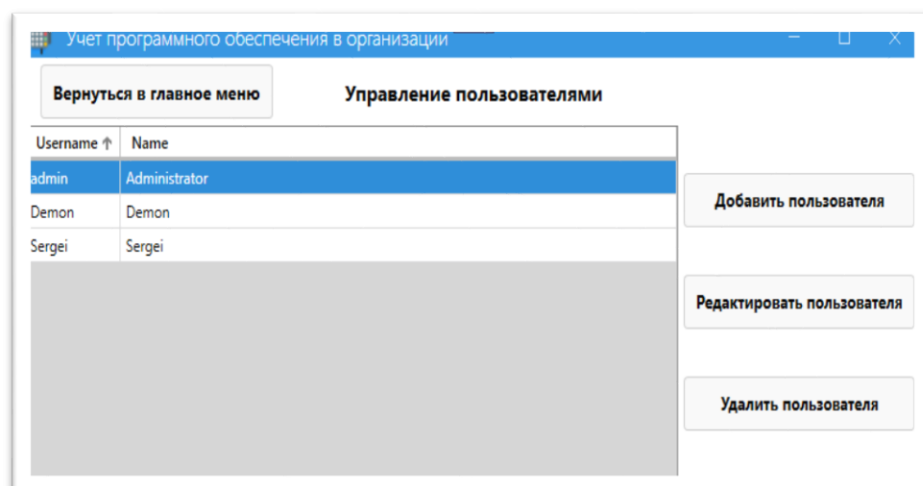 Учет программного обеспечения в организации
Вернуться в главное меню
Управление пользователями
Username Name
admin Administrator
Demon Demon
Sergei Sergei
Добавить пользователя
Редактировать пользователя
Удалить пользователя